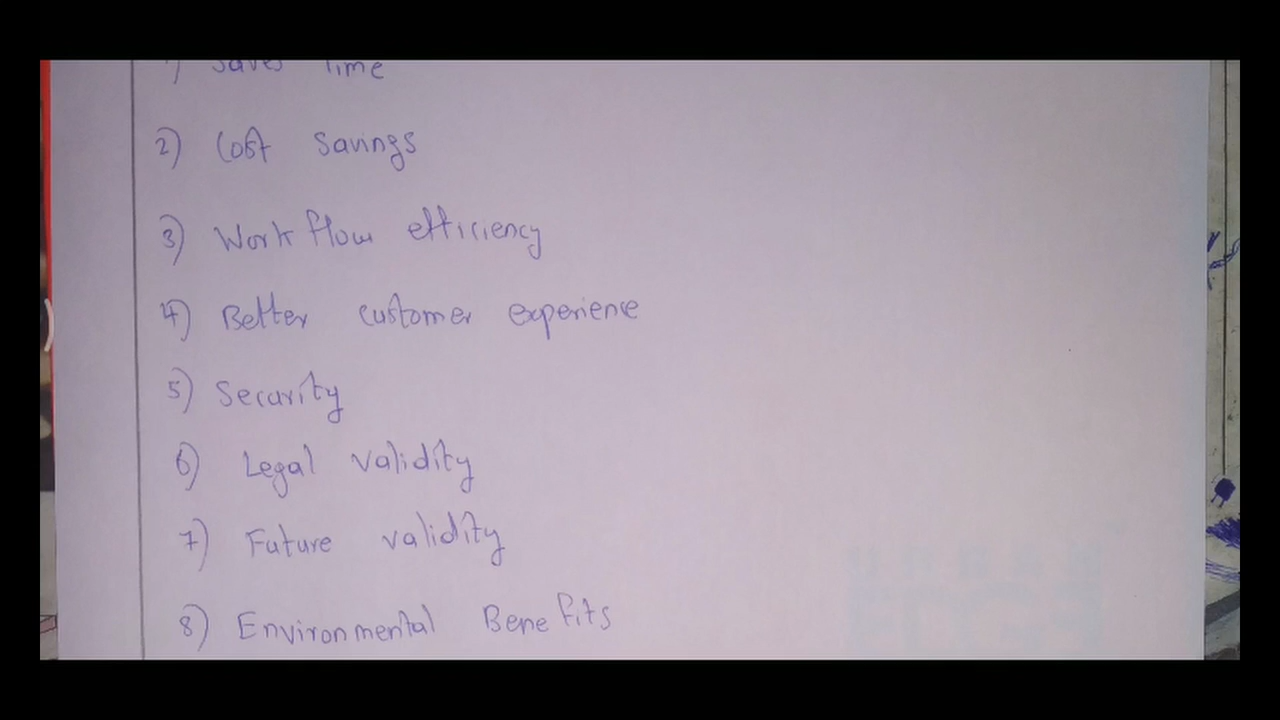 1) Saves Time
2) Cost Savings
3) Work flow efficiency
4) Better customer experience
5) Security
6) Legal validity
7) Future validity
8) Environmental Benefits